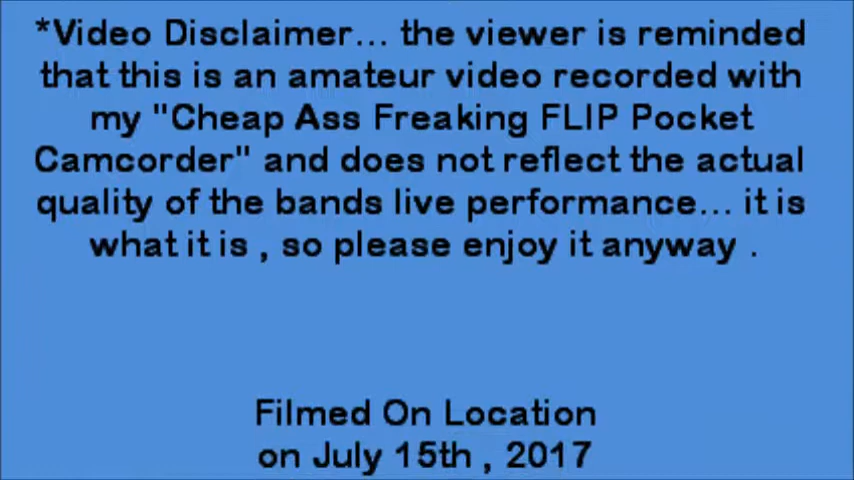 *Video Disclaimer... the viewer is reminded
that this is an amateur video recorded with
my "Cheap Ass Freaking FLIP Pocket
Camcorder" and does not reflect the actual
quality of the bands live performance... it is
what it is , so please enjoy it anyway .
Filmed On Location
on July 15th , 2017